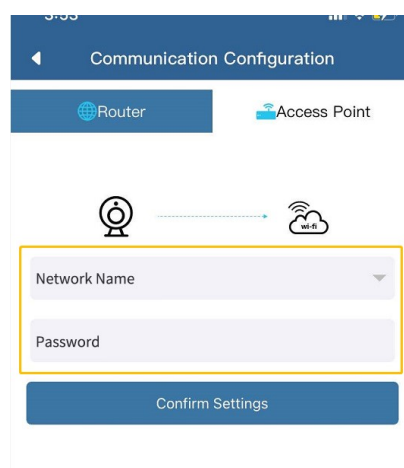 Communication Configuration
Router
Access Point
wi-fi
Network Name
Password
Confirm Settings